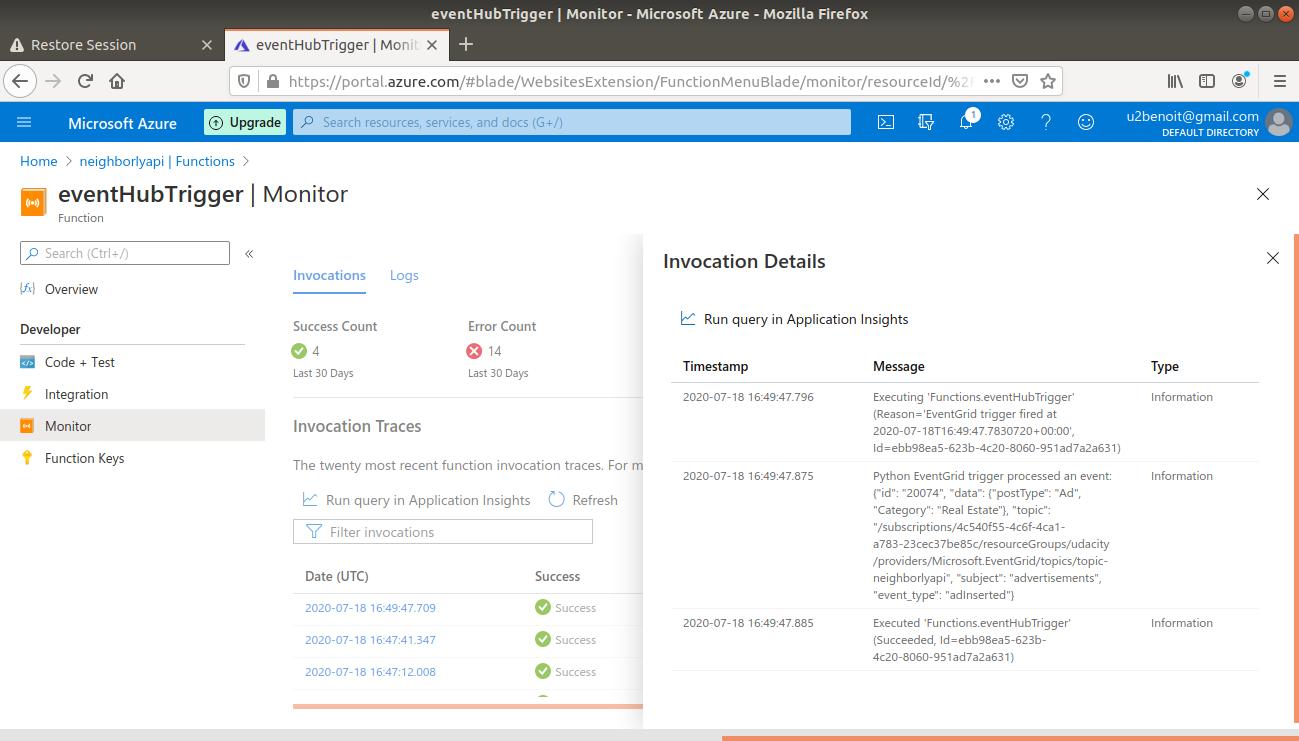 eventHubTrigger | Monitor - Microsoft Azure - Mozilla Firefox
Restore Session
eventHubTrigger | Monit
https://portal.azure.com/#blade/WebsitesExtension/FunctionMenuBlade/monitor/resourceId/%2F
Microsoft Azure
Upgrade
Search resources, services, and docs (G+/)
1
u2benoit@gmail.com
DEFAULT DIRECTORY
Home > neighborlyapi | Functions >
eventHubTrigger | Monitor
Function
Search (Ctrl+/)
«
Overview
Developer
Code + Test
Integration
Monitor
Function Keys
Invocations Logs
Success Count Error Count
4 14
Last 30 Days Last 30 Days
Invocation Traces
The twenty most recent function invocation traces. For m
Run query in Application Insights Refresh
Filter invocations
Date (UTC) Success
2020-07-18 16:49:47.709 Success
2020-07-18 16:47:41.347 Success
2020-07-18 16:47:12.008 Success
Invocation Details
Run query in Application Insights
Timestamp Message Type
2020-07-18 16:49:47.796 Executing 'Functions.eventHubTrigger' Information
(Reason='EventGrid trigger fired at
2020-07-18T16:49:47.7830720+00:00',
Id=ebb98ea5-623b-4c20-8060-951ad7a2a631)
2020-07-18 16:49:47.875 Python EventGrid trigger processed an event: Information
{"id": "20074", "data": {"postType": "Ad",
"Category": "Real Estate"}, "topic":
"/subscriptions/4c540f55-4c6f-4ca1-
a783-23cec37be85c/resourceGroups/udacity
/providers/Microsoft.EventGrid/topics/topic-
neighborlyapi", "subject": "advertisements",
"event_type": "adInserted"}
2020-07-18 16:49:47.885 Executed 'Functions.eventHubTrigger' Information
(Succeeded, Id=ebb98ea5-623b-
4c20-8060-951ad7a2a631)